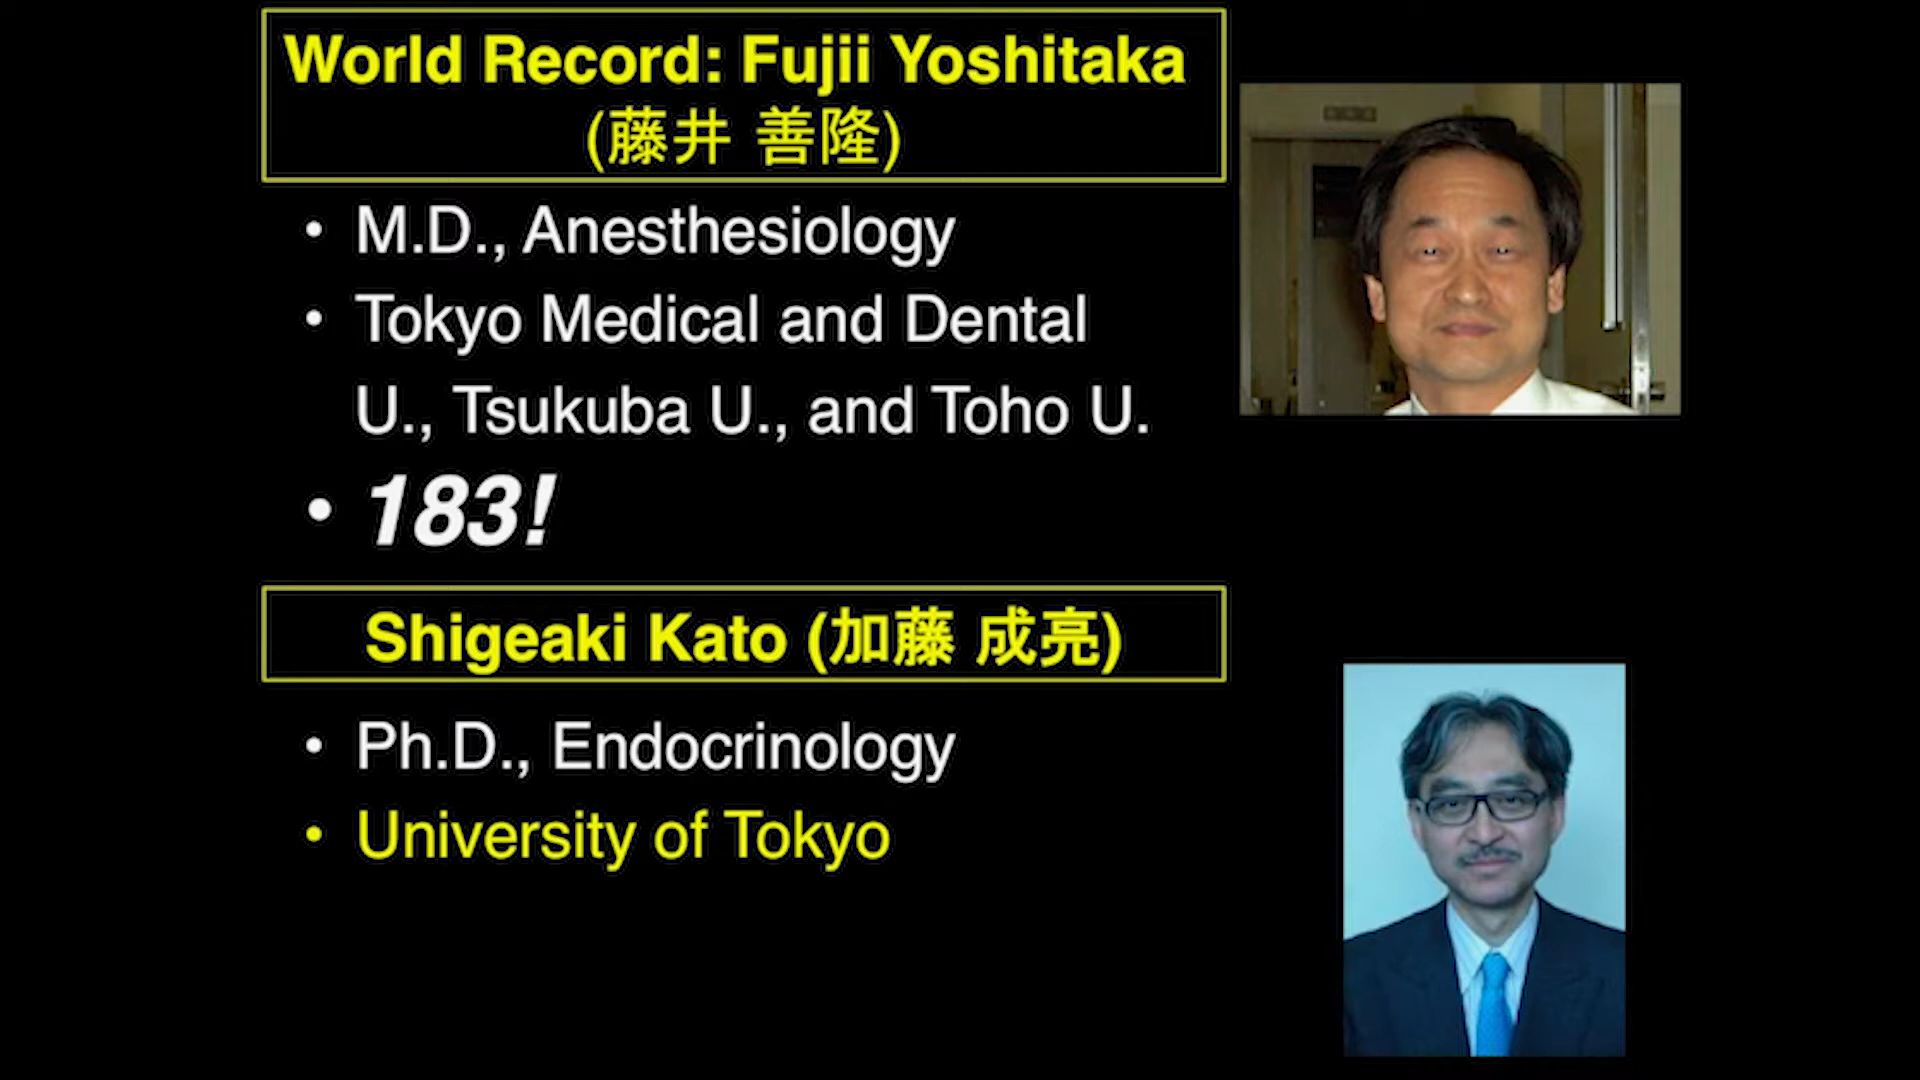 World Record: Fujii Yoshitaka
(藤井 善隆)
• M.D., Anesthesiology
• Tokyo Medical and Dental
U., Tsukuba U., and Toho U.
• 183!
Shigeaki Kato (加藤 成亮)
• Ph.D., Endocrinology
• University of Tokyo